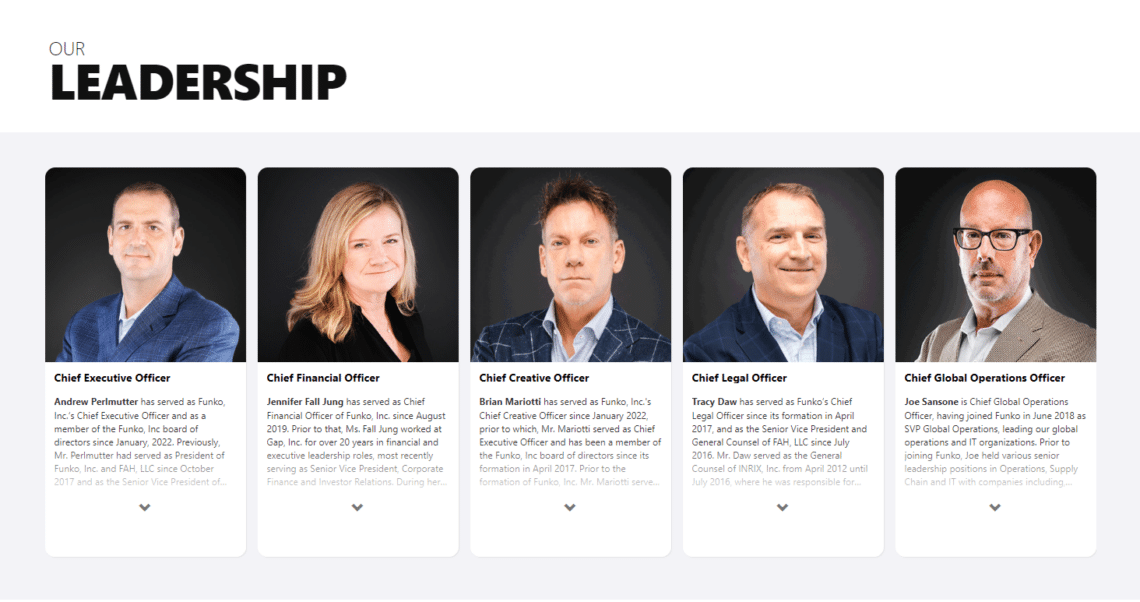 OUR
LEADERSHIP
Chief Executive Officer
Andrew Perlmutter has served as Funko,
Inc.'s Chief Executive Officer and as a
member of the Funko, Inc board of
directors since January, 2022. Previously,
Mr. Perlmutter had served as President of
Funko, Inc. and FAH, LLC since October
2017 and as the Senior Vice President of...
Chief Financial Officer
Jennifer Fall Jung has served as Chief
Financial Officer of Funko, Inc. since August
2019. Prior to that, Ms. Fall Jung worked at
Gap, Inc. for over 20 years in financial and
executive leadership roles, most recently
serving as Senior Vice President, Corporate
Finance and Investor Relations. During her...
Chief Creative Officer
Brian Mariotti has served as Funko, Inc.'s
Chief Creative Officer since January 2022,
prior to which, Mr. Mariotti served as Chief
Executive Officer and has been a member of
the Funko, Inc board of directors since its
formation in April 2017. Prior to the
formation of Funko, Inc. Mr. Mariotti serve...
Chief Legal Officer
Tracy Daw has served as Funko's Chief
Legal Officer since its formation in April
2017, and as the Senior Vice President and
General Counsel of FAH, LLC since July
2016. Mr. Daw served as the General
Counsel of INRIX, Inc. from April 2012 until
July 2016, where he was responsible for...
Chief Global Operations Officer
Joe Sansone is Chief Global Operations
Officer, having joined Funko in June 2018 as
SVP Global Operations, leading our global
operations and IT organizations. Prior to
joining Funko, Joe held various senior
leadership positions in Operations, Supply
Chain and IT with companies including,...